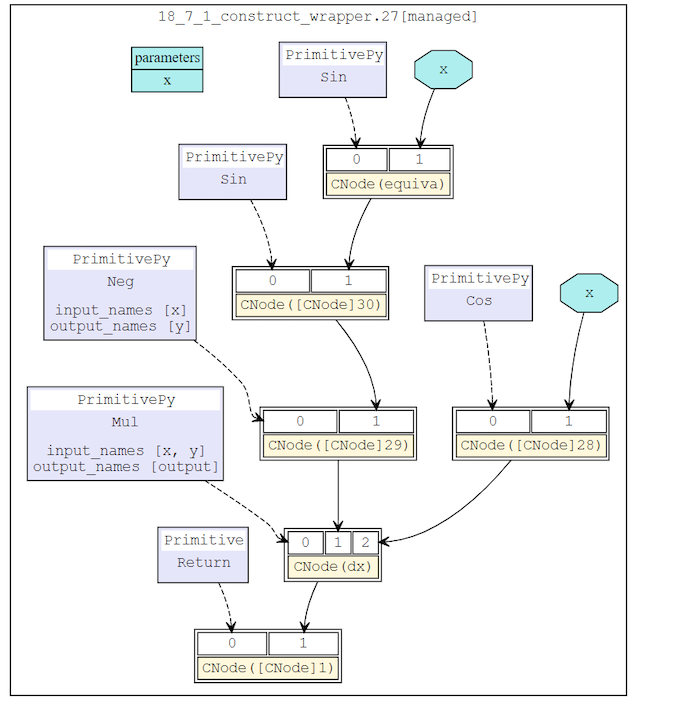 18_7_1_construct_wrapper.27[managed]
parameters
x
PrimitivePy
Sin
x
0 1
CNode(equiva)
PrimitivePy
Sin
0 1
CNode([CNode]30)
PrimitivePy
Neg
input_names [x]
output_names [y]
PrimitivePy
Cos
x
0 1
CNode([CNode]29)
0 1
CNode([CNode]28)
PrimitivePy
Mul
input_names [x, y]
output_names [output]
0 1 2
CNode(dx)
Primitive
Return
0 1
CNode([CNode]1)